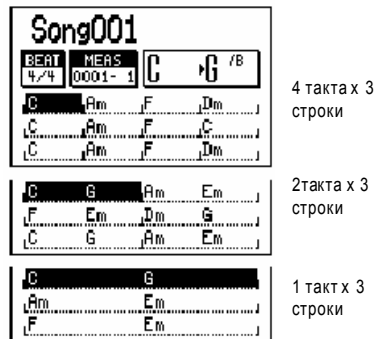 Song001
BEAT MEAS C ▸G /B
4/4 0001- 1
C Am F Dm
C Am F C
C Am F Dm
4 такта x 3
строки
C G Am Em
F Em Dm G
C G Am Em
2такта x 3
строки
C G
Am Em
F Em
1 такт x 3
строки